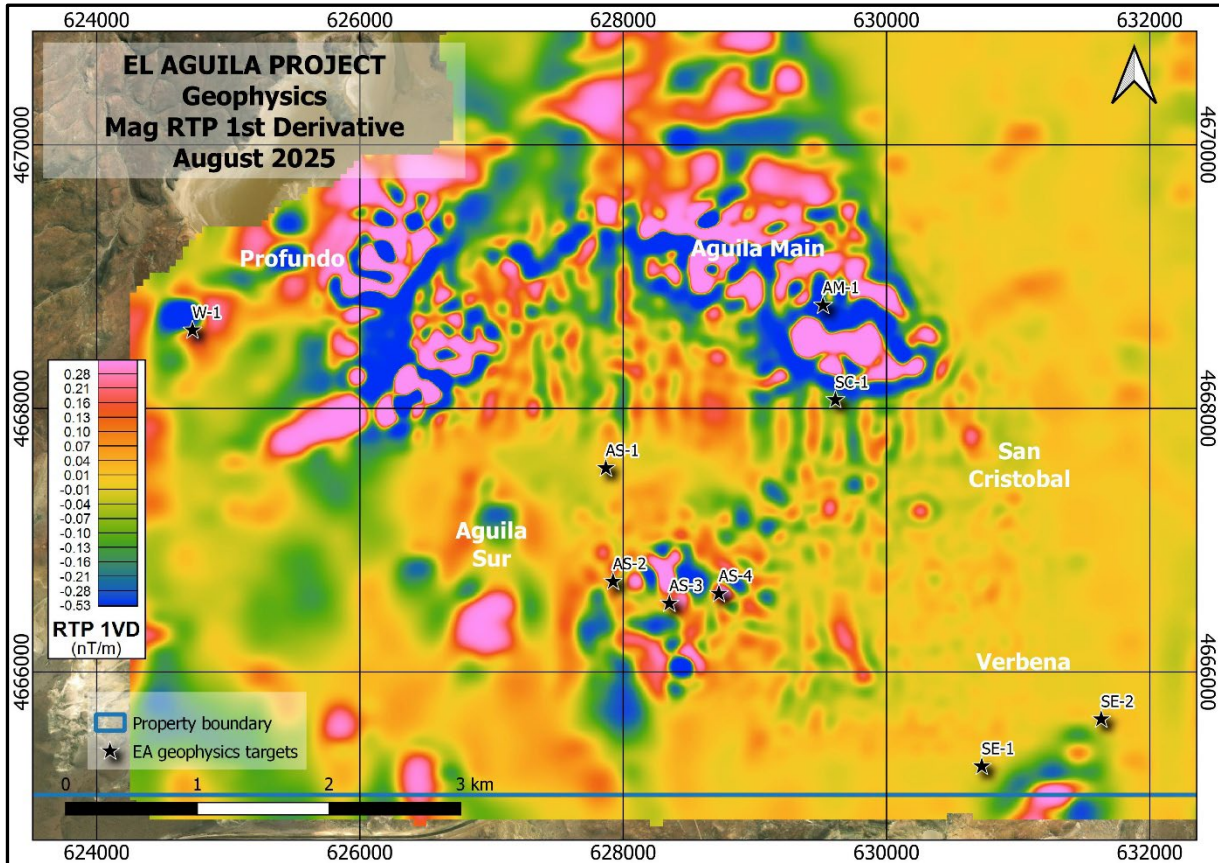 624000 626000 628000 630000 632000
EL AGUILA PROJECT
Geophysics
Mag RTP 1st Derivative
August 2025
4670000 4670000
Aguila Main
Profundo
AM-1
W-1
0.28
0.21
0.16
0.13
0.10
0.07
0.04
0.01
-0.01
-0.04
-0.07
-0.10
-0.13
-0.16
-0.21
-0.28
-0.53
RTP 1VD
(nT/m)
SC-1
4668000 4668000
AS-1
San
Cristobal
Aguila
Sur
AS-2
AS-3
AS-4
Verbena
4666000 4666000
SE-2
SE-1
Property boundary
EA geophysics targets
0 1 2 3 km
624000 626000 628000 630000 632000